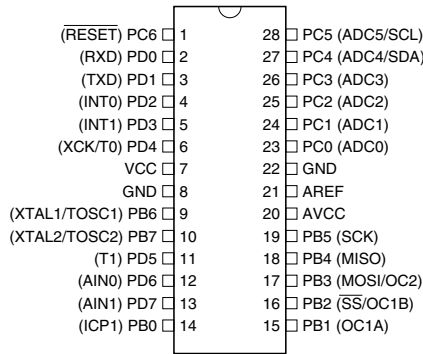 (RESET) PC6 1 28 PC5 (ADC5/SCL)
(RXD) PD0 2 27 PC4 (ADC4/SDA)
(TXD) PD1 3 26 PC3 (ADC3)
(INT0) PD2 4 25 PC2 (ADC2)
(INT1) PD3 5 24 PC1 (ADC1)
(XCK/T0) PD4 6 23 PC0 (ADC0)
VCC 7 22 GND
GND 8 21 AREF
(XTAL1/TOSC1) PB6 9 20 AVCC
(XTAL2/TOSC2) PB7 10 19 PB5 (SCK)
(T1) PD5 11 18 PB4 (MISO)
(AIN0) PD6 12 17 PB3 (MOSI/OC2)
(AIN1) PD7 13 16 PB2 (SS/OC1B)
(ICP1) PB0 14 15 PB1 (OC1A)